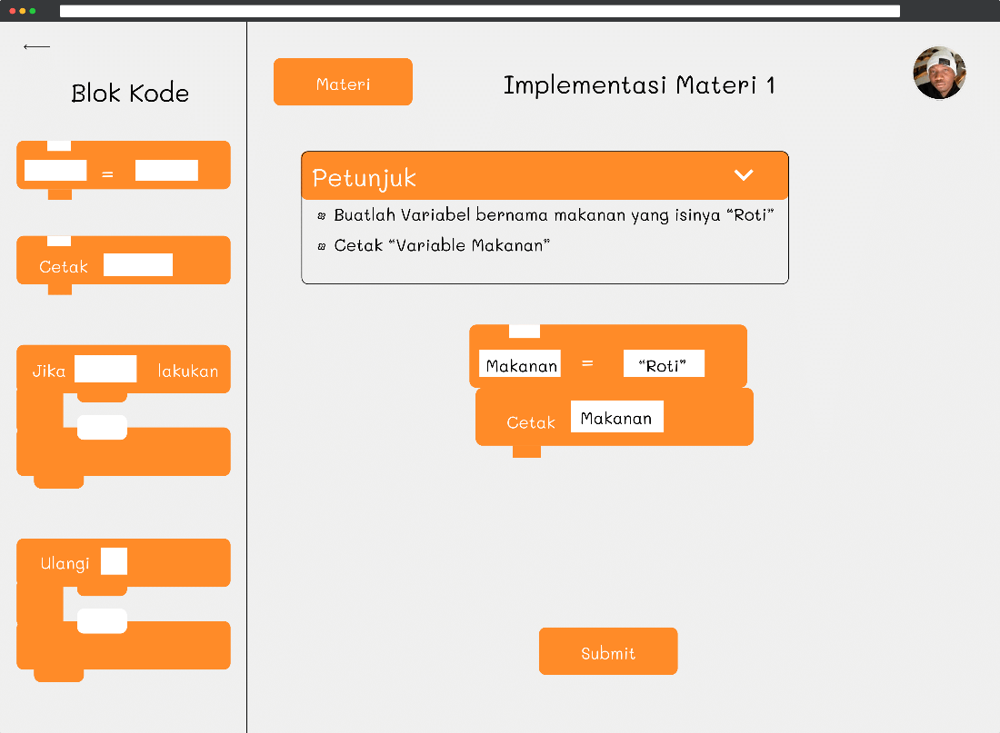 Blok Kode
=
Cetak
Jika lakukan
Ulangi
Materi
Implementasi Materi 1
Petunjuk
Buatlah Variabel bernama makanan yang isinya “Roti”
Cetak “Variable Makanan”
Makanan = “Roti”
Cetak Makanan
Submit